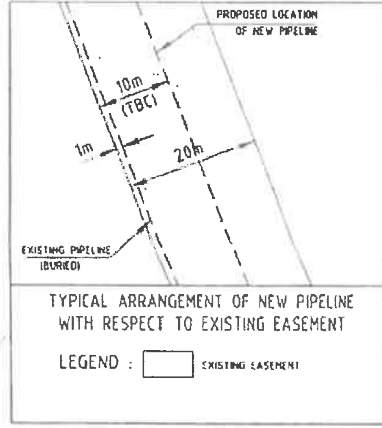 PROPOSED LOCATION
OF NEW PIPELINE
10m
(TBC)
1m
20m
EXISTING PIPELINE
(BURIED)
TYPICAL ARRANGEMENT OF NEW PIPELINE
WITH RESPECT TO EXISTING EASEMENT
LEGEND :
EXISTING EASEMENT